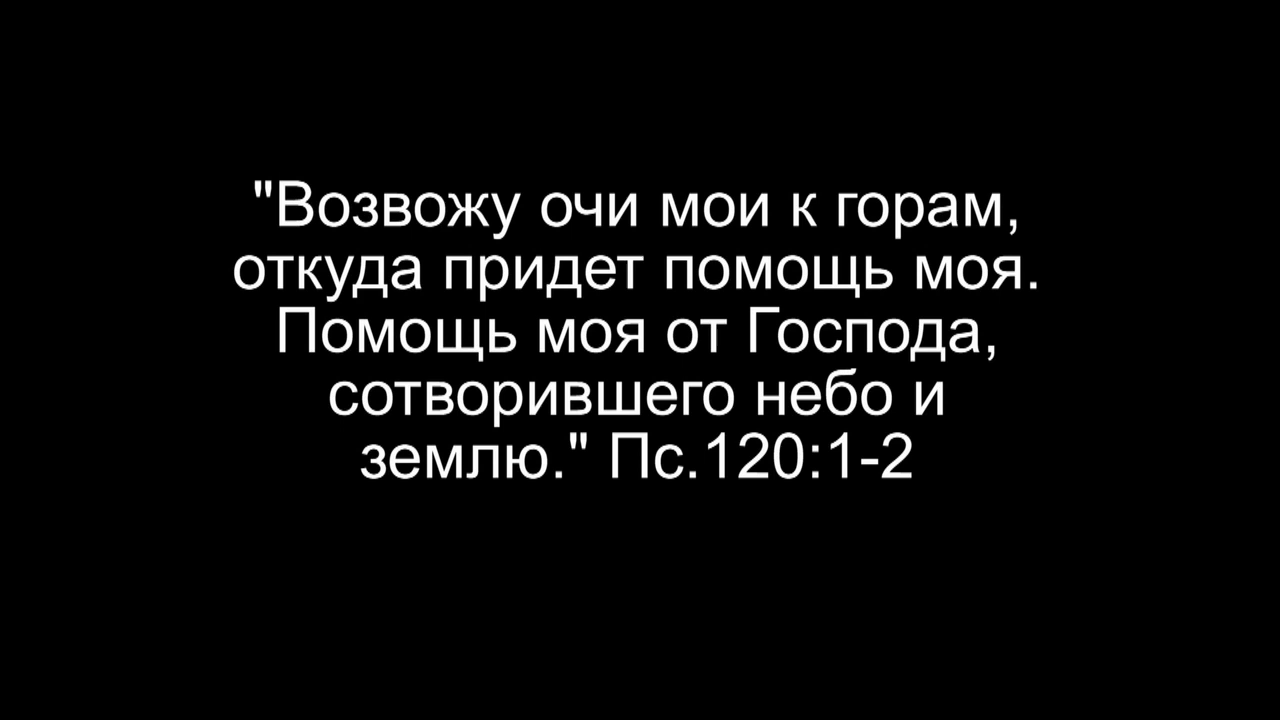 "Возвожу очи мои к горам,
откуда придет помощь моя.
Помощь моя от Господа,
сотворившего небо и
землю." Пс.120:1-2